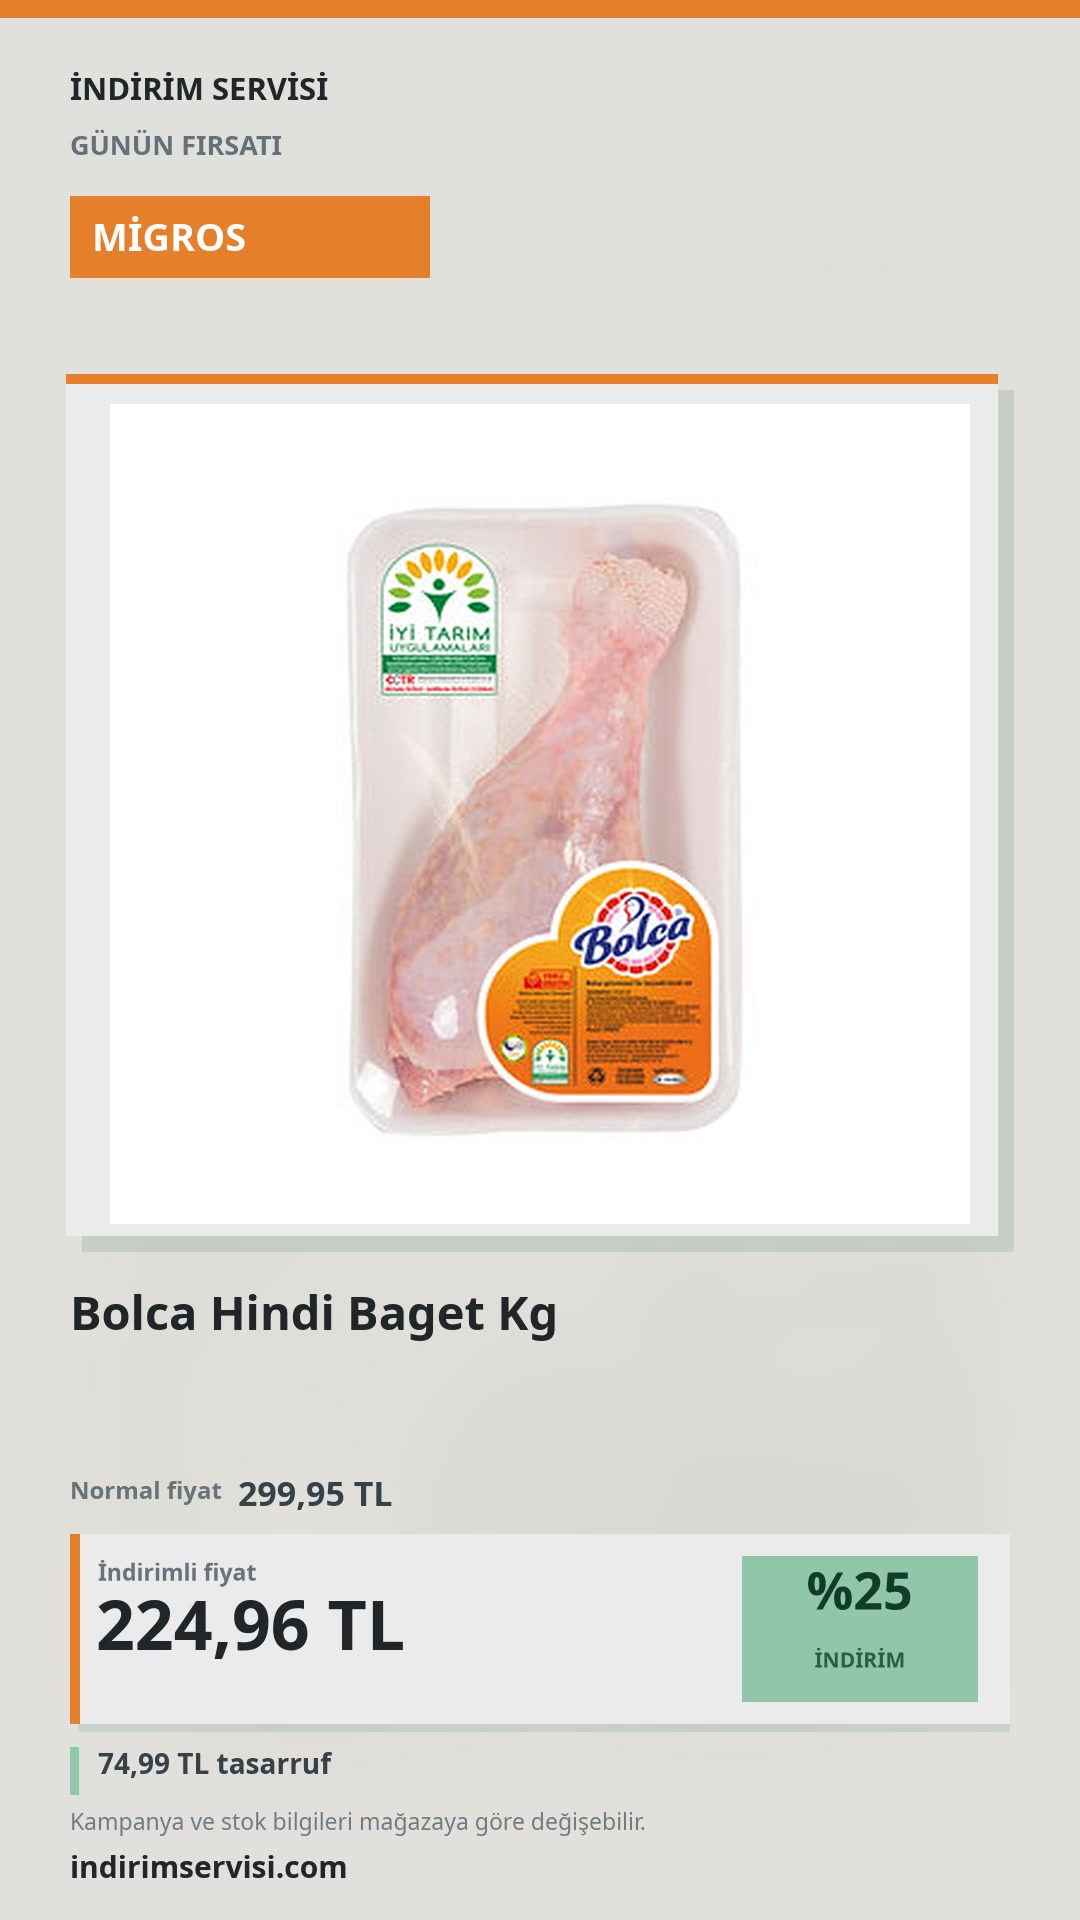 İNDİRİM SERVİSİ
GÜNÜN FIRSATI
MİGROS
İYİ TARIM
UYGULAMALARI
Bolca
Bolca Hindi Baget Kg
Normal fiyat 299,95 TL
İndirimli fiyat
224,96 TL
%25
İNDİRİM
74,99 TL tasarruf
Kampanya ve stok bilgileri mağazaya göre değişebilir.
indirimservisi.com